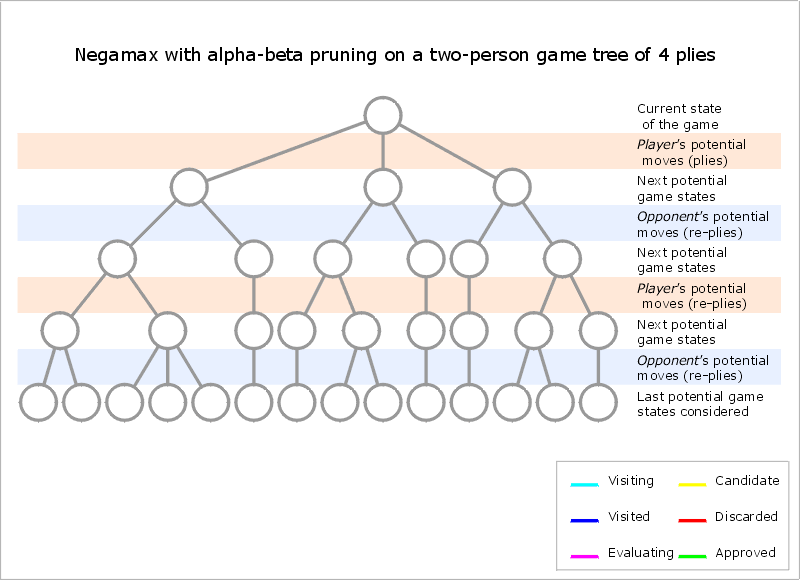 Negamax with alpha-beta pruning on a two-person game tree of 4 plies
Current state
of the game
Player's potential
moves (plies)
Next potential
game states
Opponent's potential
moves (re-plies)
Next potential
game states
Player's potential
moves (re-plies)
Next potential
game states
Opponent's potential
moves (re-plies)
Last potential game
states considered
Visiting
Candidate
Visited
Discarded
Evaluating
Approved